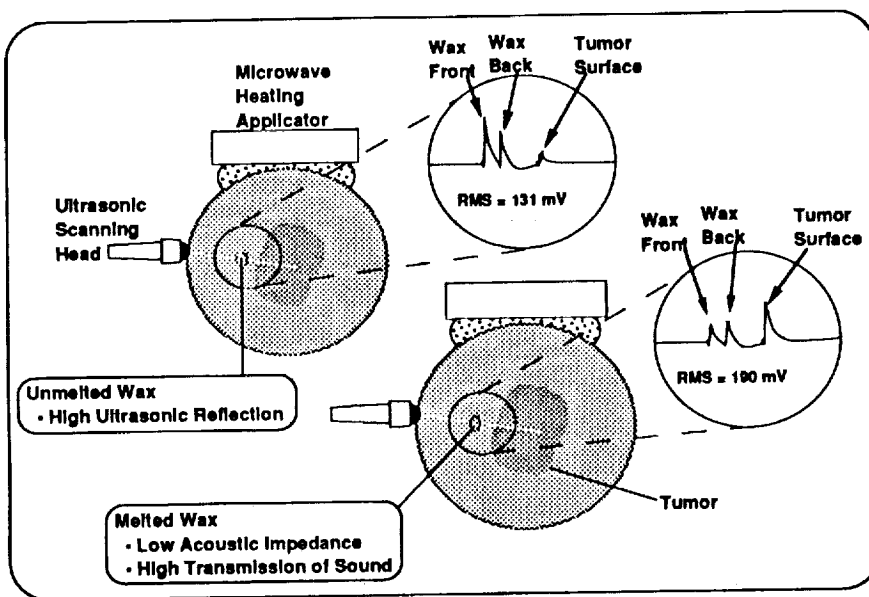 Microwave
Heating
Applicator
Wax
Front
Wax
Back
Tumor
Surface
RMS = 131 mV
Ultrasonic
Scanning
Head
Wax
Front
Wax
Back
Tumor
Surface
RMS = 190 mV
Unmelted Wax
• High Ultrasonic Reflection
Tumor
Melted Wax
• Low Acoustic Impedance
• High Transmission of Sound